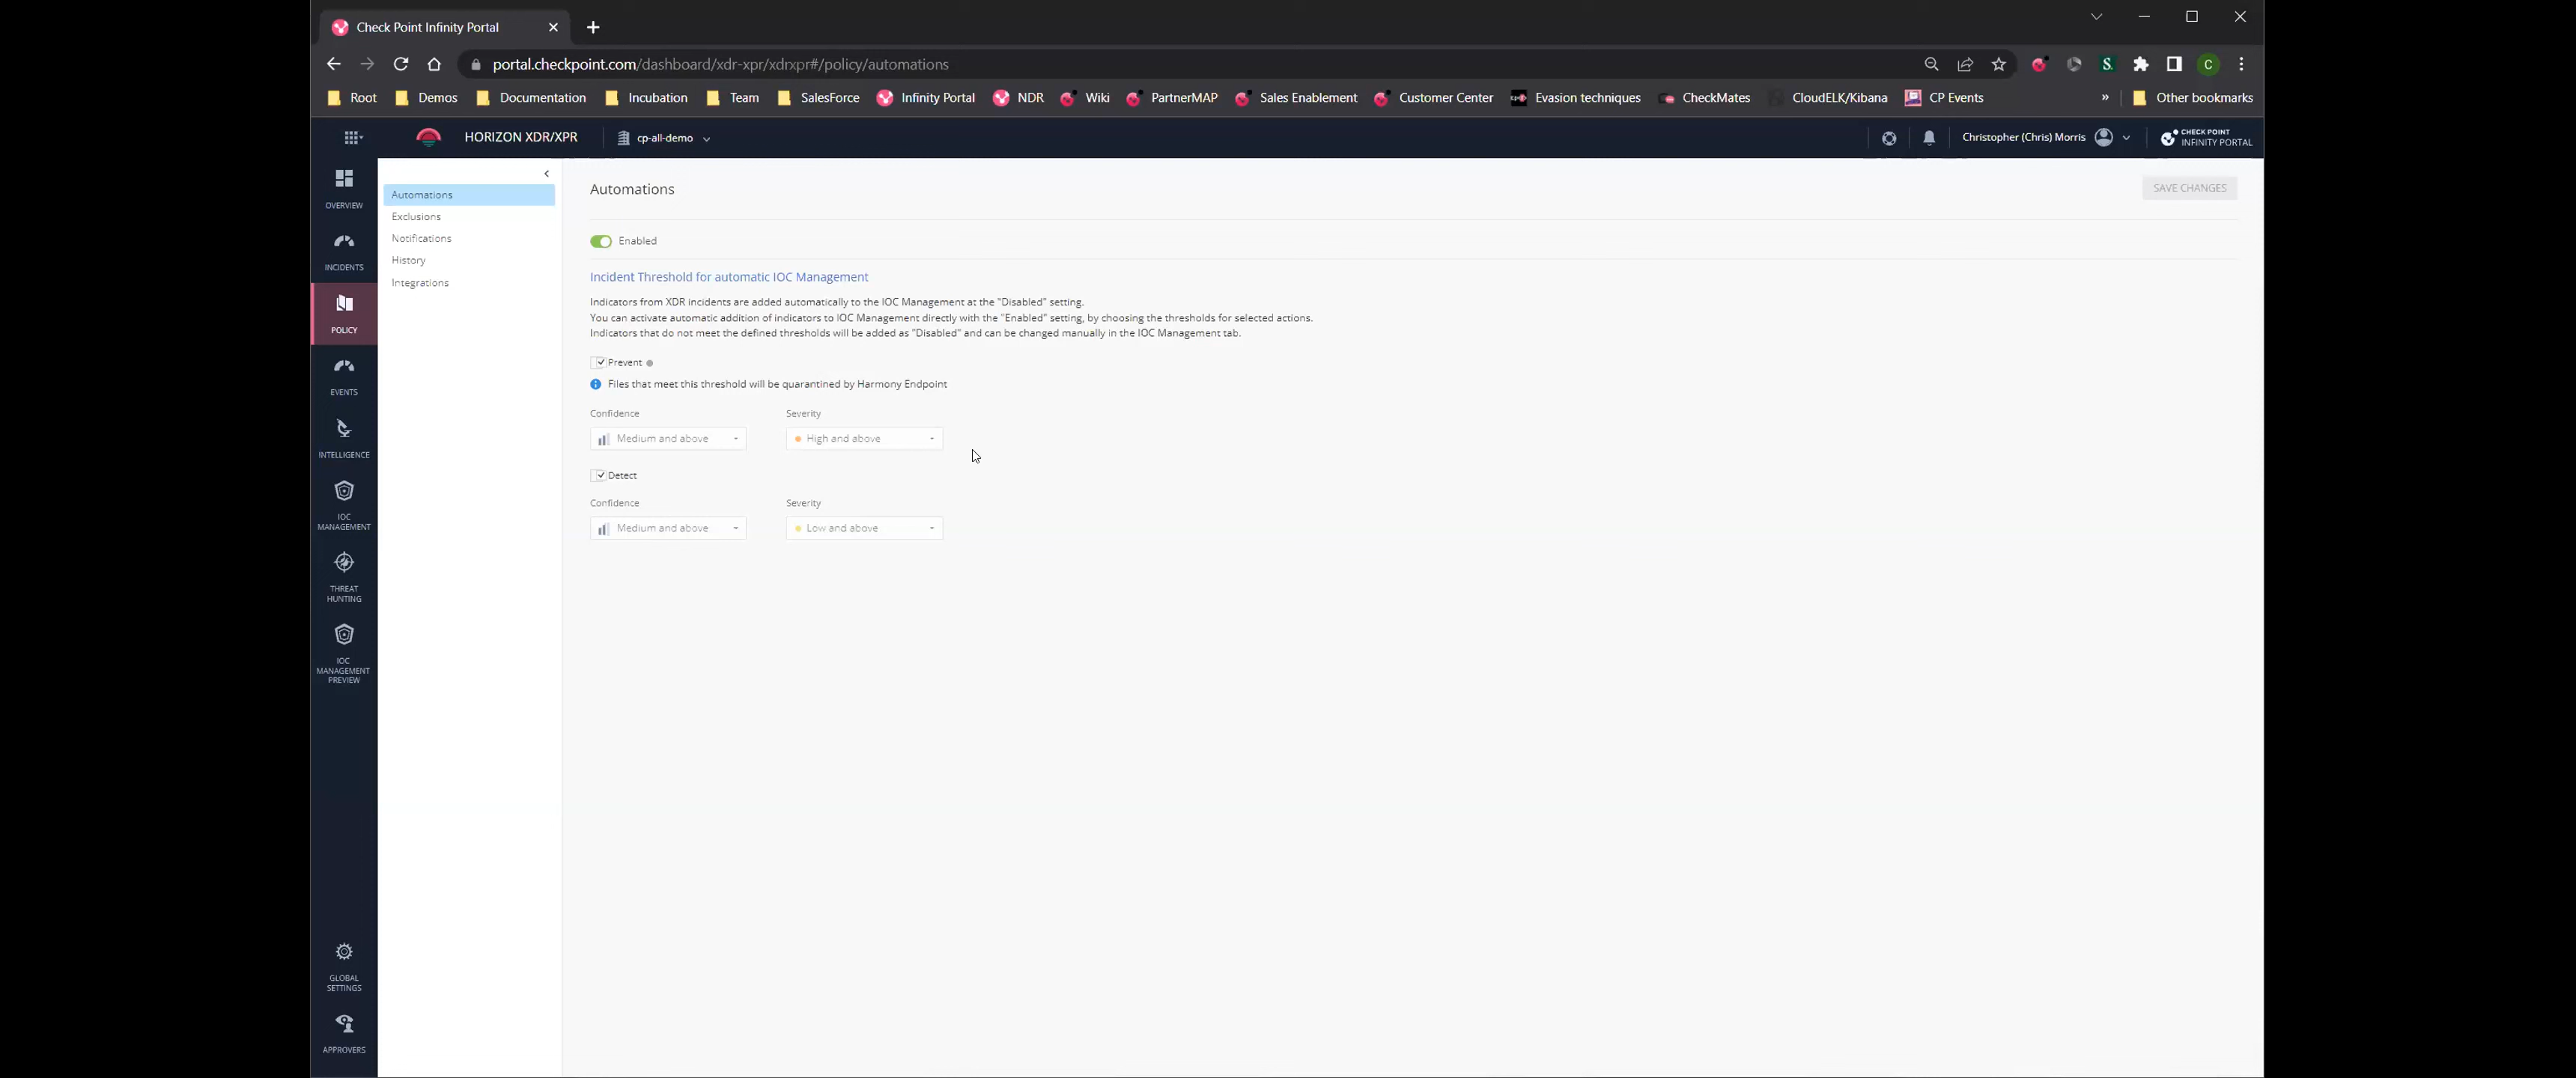 Check Point Infinity Portal
portal.checkpoint.com/dashboard/xdr-xpr/xdrxpr#/policy/automations
Root Demos Documentation Incubation Team SalesForce Infinity Portal NDR Wiki PartnerMAP Sales Enablement Customer Center Evasion techniques CheckMates CloudELK/Kibana CP Events » Other bookmarks
HORIZON XDR/XPR cp-all-demo Christopher (Chris) Morris CHECK POINT
INFINITY PORTAL
OVERVIEW
INCIDENTS
POLICY
EVENTS
INTELLIGENCE
IOC
MANAGEMENT
THREAT
HUNTING
IOC
MANAGEMENT
PREVIEW
GLOBAL
SETTINGS
APPROVERS
Automations
Exclusions
Notifications
History
Integrations
Automations SAVE CHANGES
Enabled
Incident Threshold for automatic IOC Management
Indicators from XDR incidents are added automatically to the IOC Management at the "Disabled" setting.
You can activate automatic addition of indicators to IOC Management directly with the "Enabled" setting, by choosing the thresholds for selected actions.
Indicators that do not meet the defined thresholds will be added as "Disabled" and can be changed manually in the IOC Management tab.
Prevent
Files that meet this threshold will be quarantined by Harmony Endpoint
Confidence Severity
Medium and above High and above
Detect
Confidence Severity
Medium and above Low and above